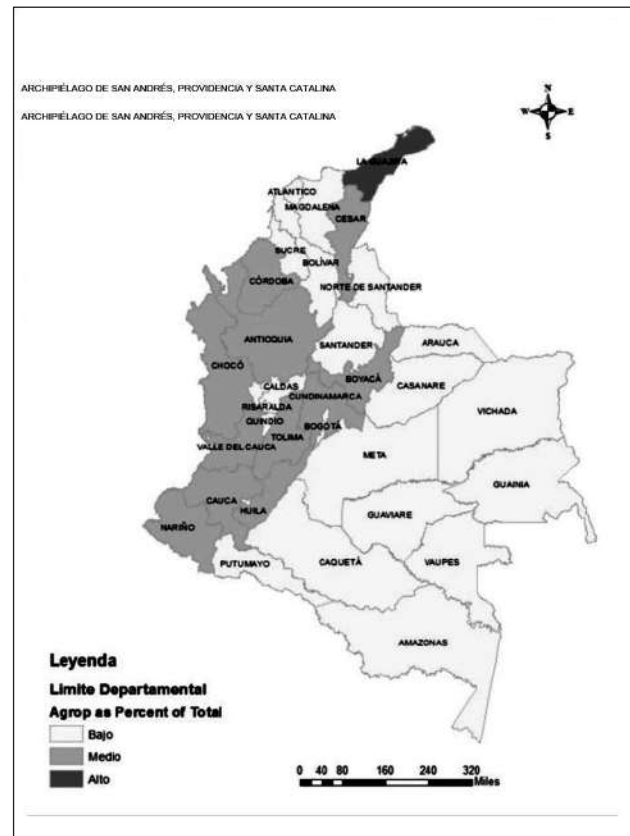 ARCHIPIÉLAGO DE SAN ANDRÉS, PROVIDENCIA Y SANTA CATALINA
ARCHIPIÉLAGO DE SAN ANDRÉS, PROVIDENCIA Y SANTA CATALINA
N
W E
S
LA GUAJIRA
ATLÁNTICO
MAGDALENA
CESAR
SUCRE
BOLÍVAR
CÓRDOBA
NORTE DE SANTANDER
ANTIOQUIA
SANTANDER
ARAUCA
CHOCÓ
BOYACÁ
CALDAS
CASANARE
CUNDINAMARCA
RISARALDA
VICHADA
QUINDIO
BOGOTÁ
TOLIMA
VALLE DEL CAUCA
META
GUAINIA
CAUCA
HUILA
GUAVIARE
NARIÑO
CAQUETÁ
VAUPES
PUTUMAYO
AMAZONAS
Leyenda
Limite Departamental
Agrop as Percent of Total
Bajo
Medio
Alto
0 40 80 160 240 320
Miles